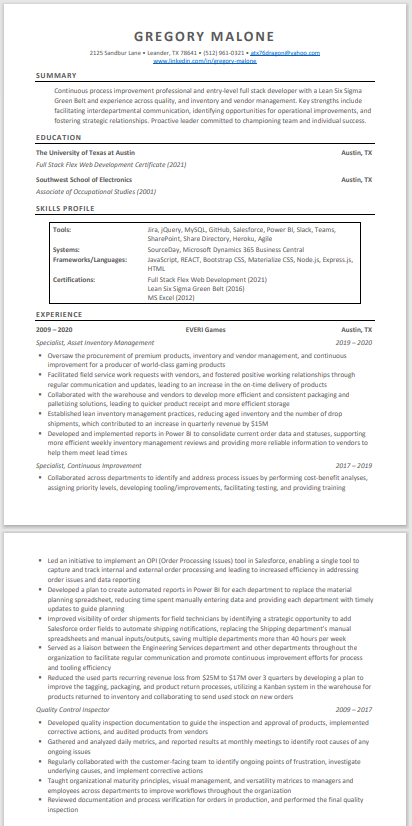 GREGORY MALONE
2125 Sandbur Lane • Leander, TX 78641 • (512) 961-0321 • atx76dragon@yahoo.com
www.linkedin.com/in/gregory-malone
SUMMARY
Continuous process improvement professional and entry-level full stack developer with a Lean Six Sigma
Green Belt and experience across quality, and inventory and vendor management. Key strengths include
facilitating interdepartmental and customer communication, identifying opportunities for operational improvements, and
fostering strategic relationships. Proactive leader committed to championing team and individual success.
EDUCATION
The University of Texas at Austin Austin, TX
Full Stack Flex Web Development Certificate (2021)
Southwest School of Electronics Austin, TX
Associate of Occupational Studies (2001)
SKILLS PROFILE
Tools: Jira, jQuery, MySQL, GitHub, Salesforce, Power BI, Slack, Teams,
SharePoint, Share Directory, Heroku, Agile
Systems: SourceDay, Microsoft Dynamics 365 Business Central
Frameworks/Languages: JavaScript, REACT, Bootstrap CSS, Materialize CSS, Node.js, Express.js,
HTML
Certifications: Full Stack Flex Web Development (2021)
Lean Six Sigma Green Belt (2016)
MS Excel (2012)
EXPERIENCE
2009 – 2020 EVERI Games Austin, TX
Specialist, Asset Inventory Management 2019 – 2020
• Oversaw the procurement of premium products, inventory and vendor management, and continuous
improvement for a producer of world-class gaming products
• Facilitated field service work requests with vendors, and fostered positive working relationships through
regular communication and updates, leading to an increase in the on-time delivery of products
• Collaborated with the warehouse and vendors to develop more efficient and consistent packaging and
palletizing solutions, leading to quicker product receipt and more efficient storage
• Established lean inventory management practices, reducing aged inventory and the number of drop
shipments, which contributed to an increase in quarterly revenue by $15M
• Developed and implemented reports in Power BI to consolidate current order data and statuses, supporting
more efficient weekly inventory management reviews and providing more reliable information to vendors to
help them meet lead times
Specialist, Continuous Improvement 2017 – 2019
• Collaborated across departments to identify and address process issues by performing cost-benefit analyses,
assigning priority levels, developing tooling/improvements, facilitating testing, and providing training
• Led an initiative to implement an OPI (Order Processing Issues) tool in Salesforce, enabling a single tool to
capture and track internal and external order processing and leading to increased efficiency in addressing
order issues and data reporting
• Developed a plan to create automated reports in Power BI for each department to replace the material
planning spreadsheet, reducing time spent manually entering data and providing each department with timely
updates to guide planning
• Improved visibility of order shipments for field technicians by identifying a strategic opportunity to add
Salesforce order fields to automate shipping notifications, replacing the Shipping department's manual
spreadsheets and manual inputs/outputs, saving multiple departments more than 40 hours per week
• Served as a liaison between the Engineering Services department and other departments throughout the
organization to facilitate regular communication and promote continuous improvement efforts for process
and tooling efficiency
• Reduced the used parts recurring revenue loss from $25M to $17M over 3 quarters by developing a plan to
improve the tagging, packaging, and product return processes, utilizing a Kanban system in the warehouse for
products returned to inventory and collaborating to send used stock on new orders
Quality Control Inspector 2009 – 2017
• Developed quality inspection documentation to guide the inspection and approval of products, implemented
corrective actions, and audited products from vendors
• Gathered and analyzed daily metrics, and reported results at monthly meetings to identify root causes of any
ongoing issues
• Regularly collaborated with the customer-facing team to identify ongoing points of frustration, investigate
underlying causes, and implement corrective actions
• Taught organizational maturity principles, visual management, and versatility matrices to managers and
employees across departments to improve workflows throughout the organization
• Reviewed documentation and process verification for orders in production, and performed the final quality
inspection